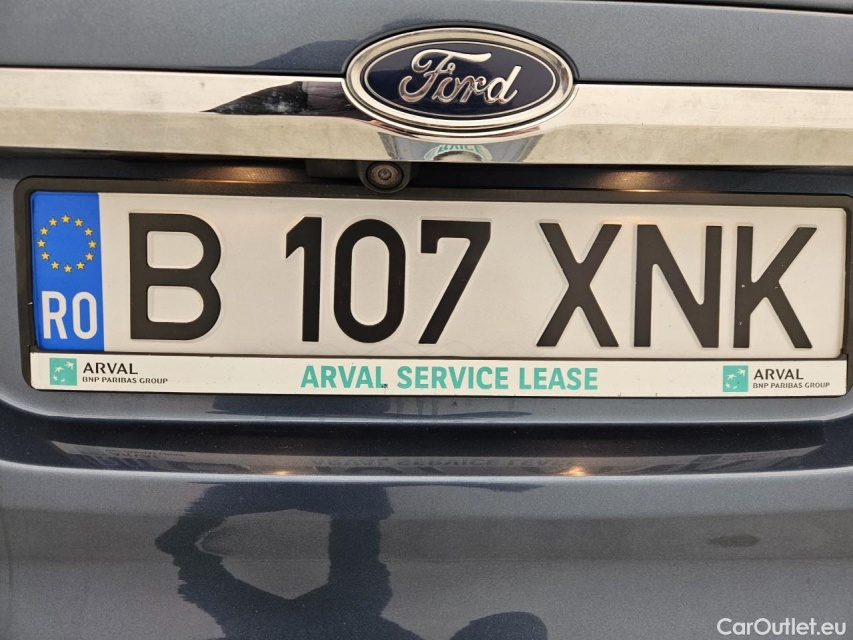 Ford
RO
B 107 XNK
ARVAL
BNP PARIBAS GROUP
ARVAL SERVICE LEASE
ARVAL
BNP PARIBAS GROUP
CarOutlet.eu